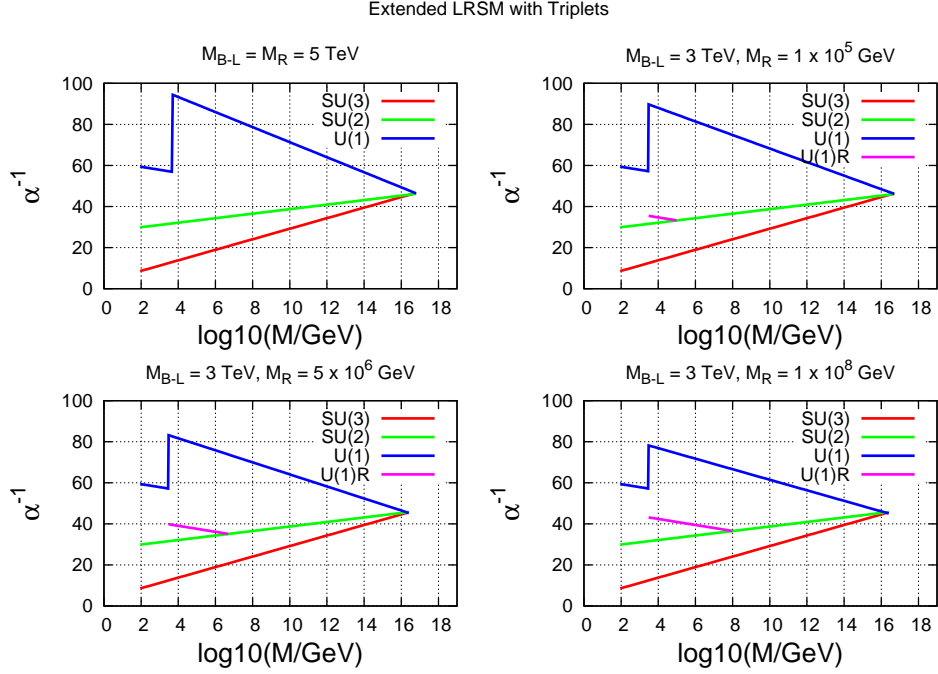 Extended LRSM with Triplets
M_{B-L} = M_R = 5 TeV
100
80
60
40
20
0
0 2 4 6 8 10 12 14 16 18
α^{-1}
log10(M/GeV)
SU(3)
SU(2)
U(1)
M_{B-L} = 3 TeV, M_R = 1 x 10^5 GeV
100
80
60
40
20
0
0 2 4 6 8 10 12 14 16 18
α^{-1}
log10(M/GeV)
SU(3)
SU(2)
U(1)
U(1)R
M_{B-L} = 3 TeV, M_R = 5 x 10^6 GeV
100
80
60
40
20
0
0 2 4 6 8 10 12 14 16 18
α^{-1}
log10(M/GeV)
SU(3)
SU(2)
U(1)
U(1)R
M_{B-L} = 3 TeV, M_R = 1 x 10^8 GeV
100
80
60
40
20
0
0 2 4 6 8 10 12 14 16 18
α^{-1}
log10(M/GeV)
SU(3)
SU(2)
U(1)
U(1)R